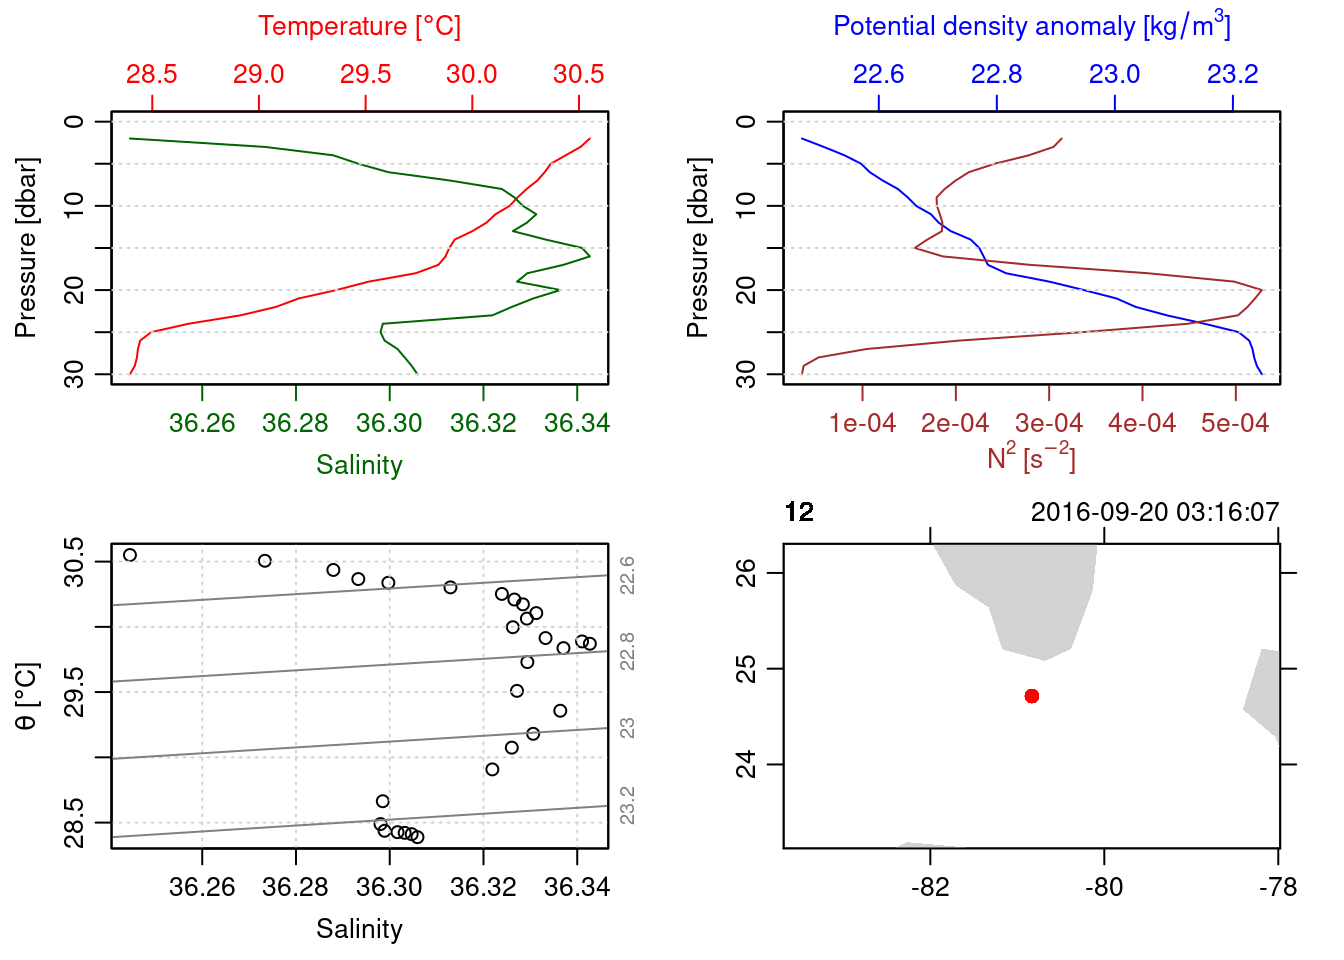 Temperature [°C]
28.5 29.0 29.5 30.0 30.5
Pressure [dbar]
0
10
20
30
36.26 36.28 36.30 36.32 36.34
Salinity
Potential density anomaly [kg/m³]
22.6 22.8 23.0 23.2
Pressure [dbar]
0
10
20
30
1e-04 2e-04 3e-04 4e-04 5e-04
N² [s⁻²]
θ [°C]
30.5
29.5
28.5
22.6
22.8
23
23.2
36.26 36.28 36.30 36.32 36.34
Salinity
12 2016-09-20 03:16:07
26
25
24
-82 -80 -78